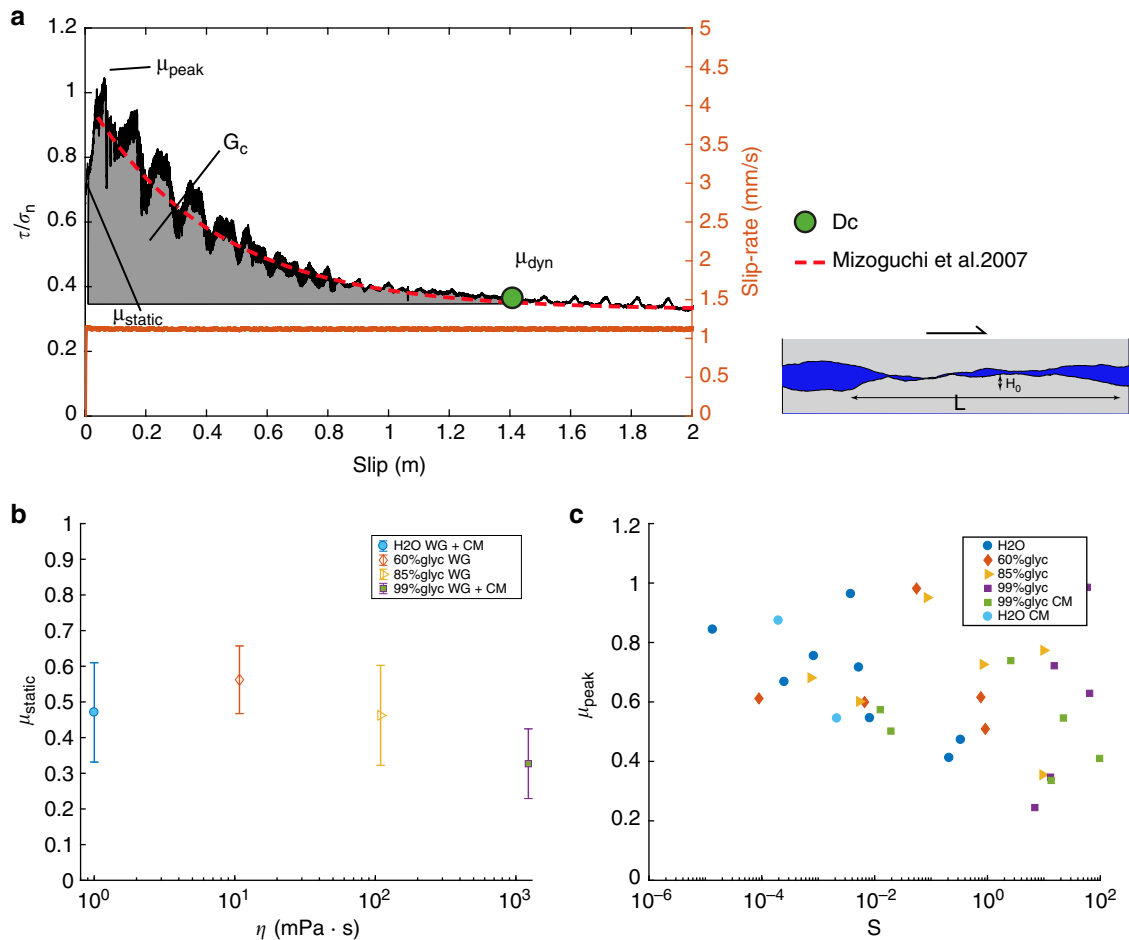 a
1.2
1
0.8
0.6
0.4
0.2
0
τ/σn
μpeak
Gc
μstatic
μdyn
5
4.5
4
3.5
3
2.5
2
1.5
1
0.5
0
Slip-rate (mm/s)
0 0.2 0.4 0.6 0.8 1 1.2 1.4 1.6 1.8 2
Slip (m)
Dc
Mizoguchi et al.2007
H0
L
b
1
0.9
0.8
0.7
0.6
0.5
0.4
0.3
0.2
0.1
0
μstatic
H2O WG + CM
60%glyc WG
85%glyc WG
99%glyc WG + CM
10^0 10^1 10^2 10^3
η (mPa · s)
c
1.2
1
0.8
0.6
0.4
0.2
0
μpeak
H2O
60%glyc
85%glyc
99%glyc
99%glyc CM
H2O CM
10^−6 10^−4 10^−2 10^0 10^2
S